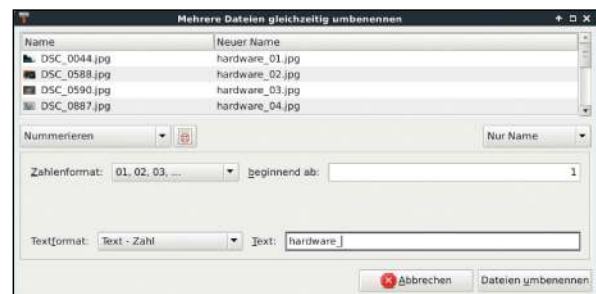 Mehrere Dateien gleichzeitig umbenennen
Name Neuer Name
DSC_0044.jpg hardware_01.jpg
DSC_0588.jpg hardware_02.jpg
DSC_0590.jpg hardware_03.jpg
DSC_0887.jpg hardware_04.jpg
Nummerieren Nur Name
Zahlenformat: 01, 02, 03, ... beginnend ab: 1
Textformat: Text - Zahl Text: hardware_
Abbrechen Dateien umbenennen